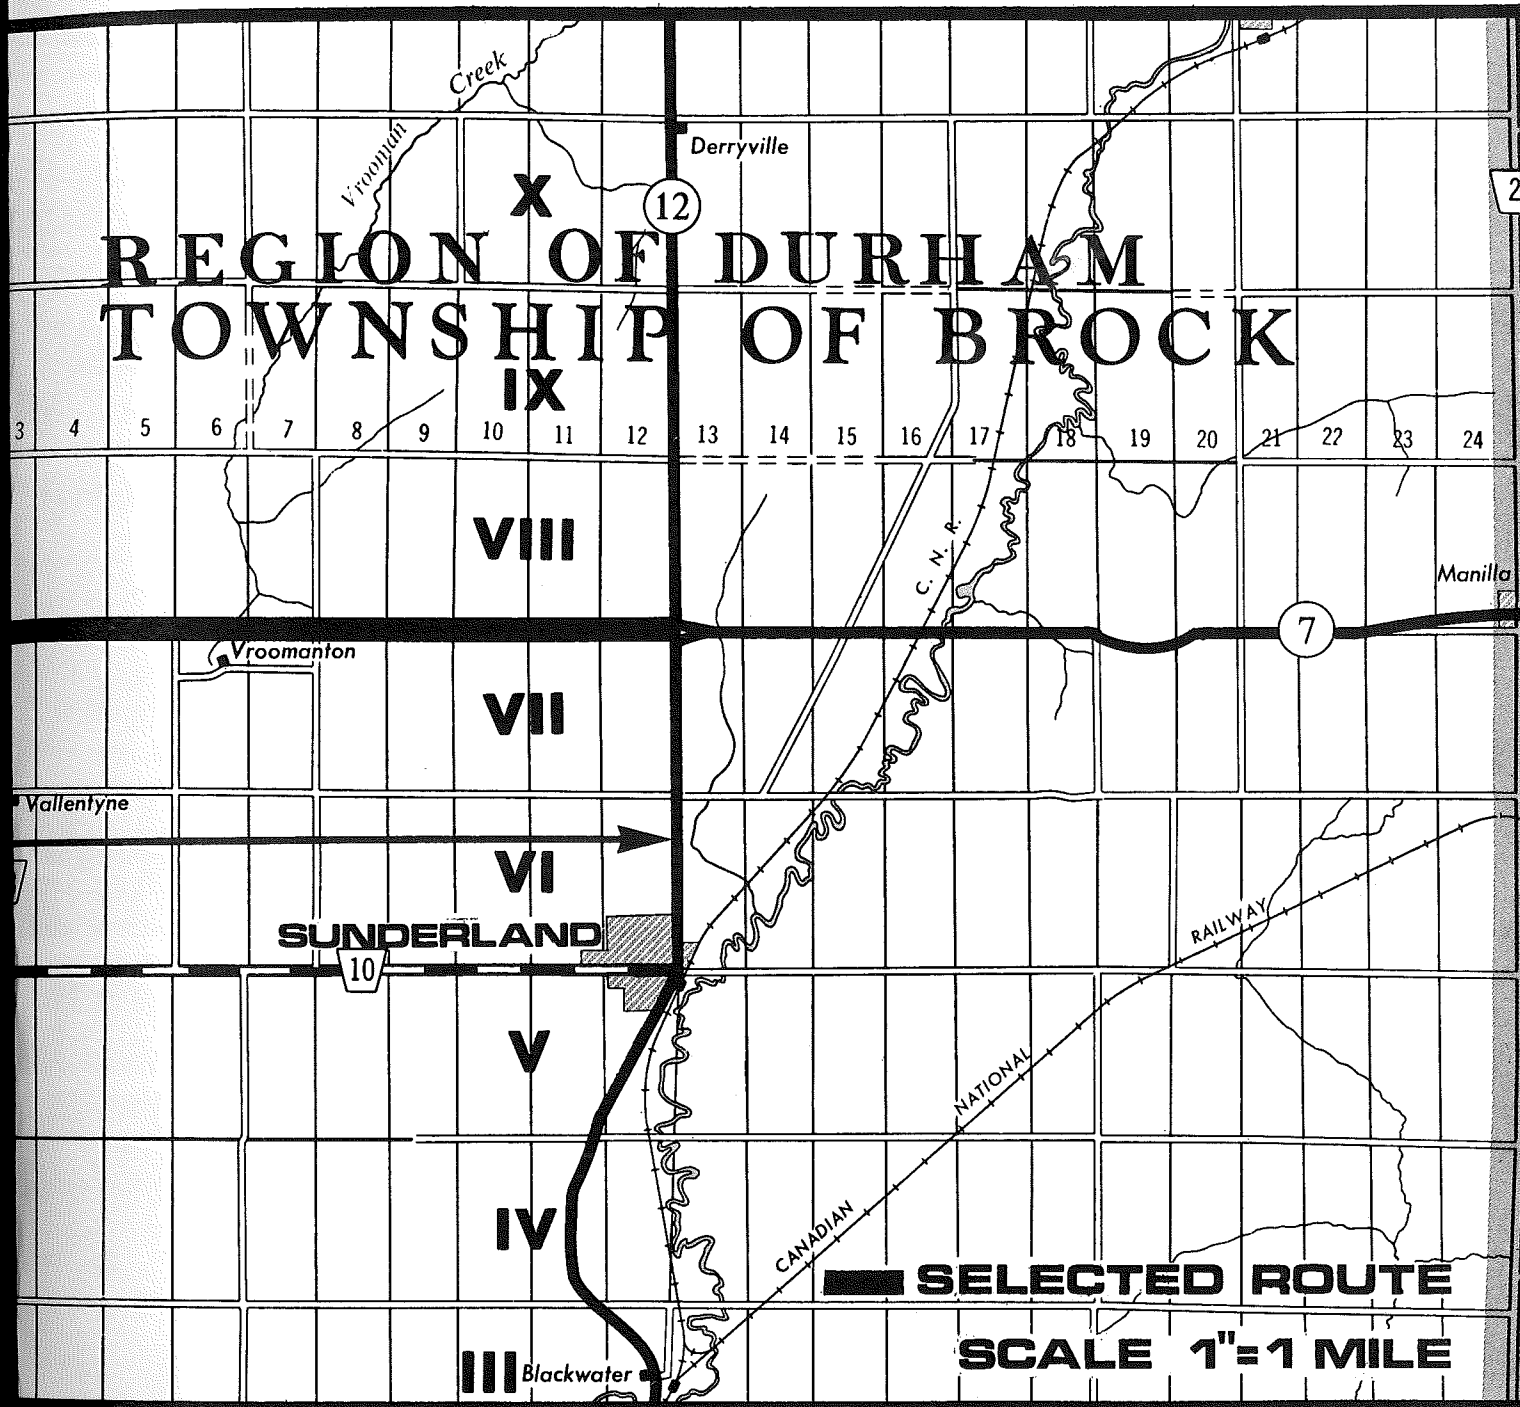 Creek
Vrooman
Derryville
X
12
2
REGION OF DURHAM
TOWNSHIP OF BROCK
IX
3 4 5 6 7 8 9 10 11 12 13 14 15 16 17 18 19 20 21 22 23 24
VIII
C. N. R.
Manilla
7
Vroomanton
VII
Vallentyne
VI
SUNDERLAND
RAILWAY
10
V
NATIONAL
IV
CANADIAN
SELECTED ROUTE
SCALE 1"=1 MILE
III
Blackwater